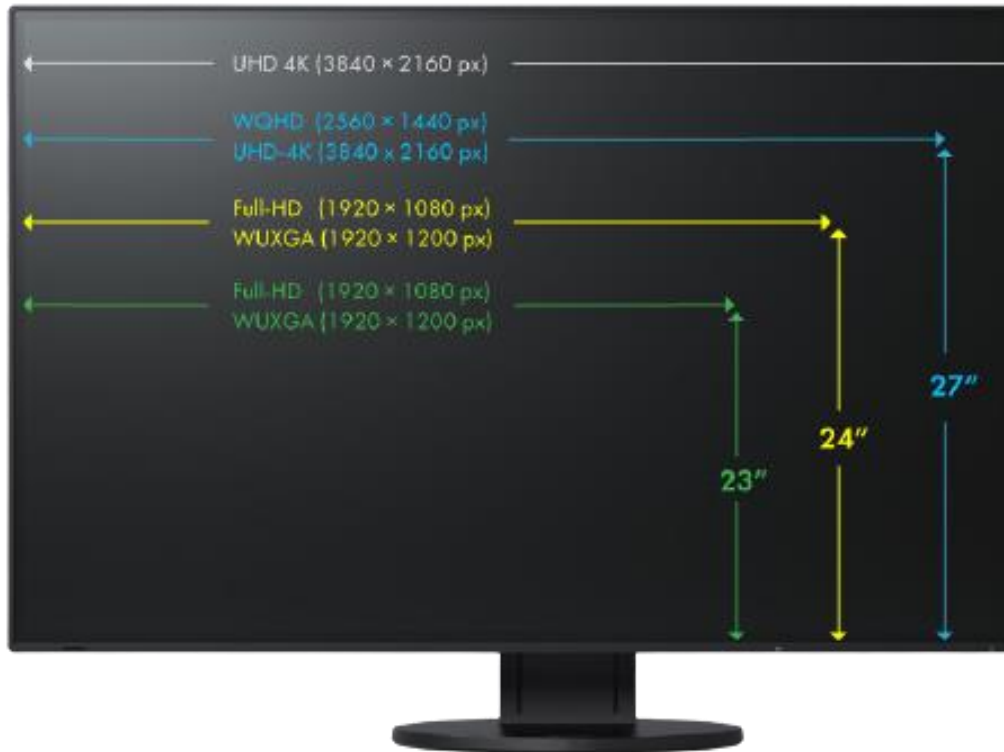 UHD 4K (3840 × 2160 px)
WQHD (2560 × 1440 px)
UHD-4K (3840 x 2160 px)
Full-HD (1920 × 1080 px)
WUXGA (1920 × 1200 px)
Full-HD (1920 × 1080 px)
WUXGA (1920 × 1200 px)
27"
24"
23"